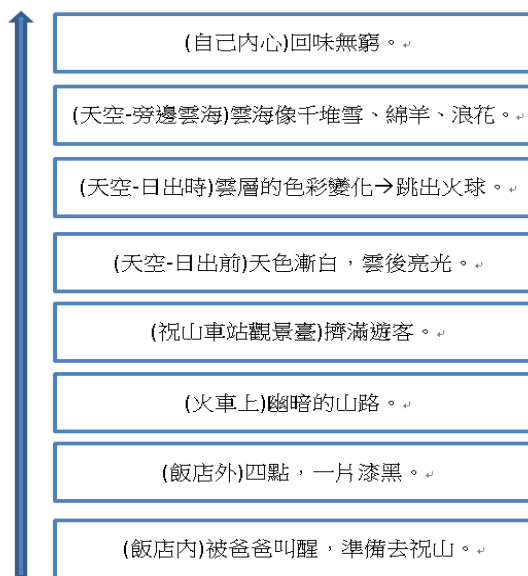 (自己內心)回味無窮。
(天空-旁邊雲海)雲海像千堆雪、綿羊、浪花。
(天空-日出時)雲層的色彩變化→跳出火球。
(天空-日出前)天色漸白，雲後亮光。
(祝山車站觀景臺)擠滿遊客。
(火車上)幽暗的山路。
(飯店外)四點，一片漆黑。
(飯店內)被爸爸叫醒，準備去祝山。